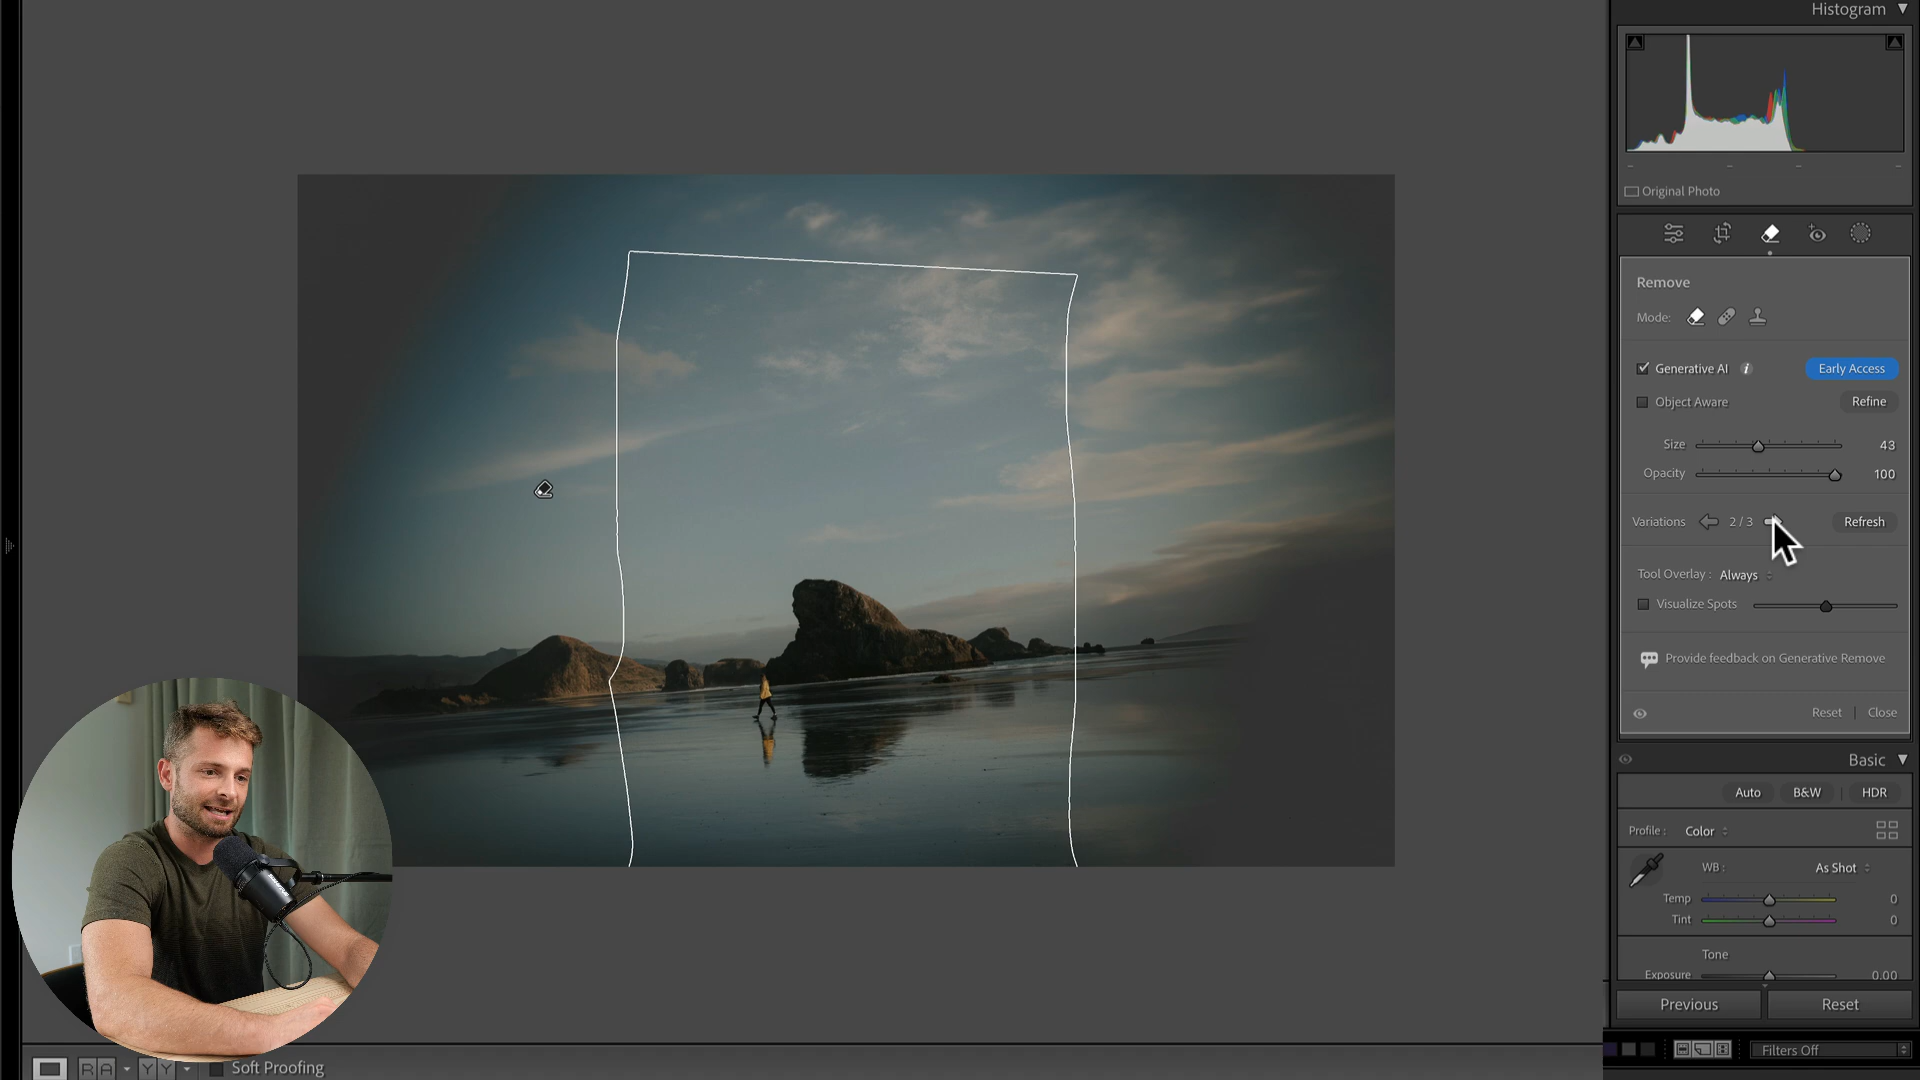 Histogram ▼
Original Photo
Remove
Mode:
Generative AI i Early Access
Object Aware Refine
Size 43
Opacity 100
Variations 2 / 3 Refresh
Tool Overlay : Always
Visualize Spots
Provide feedback on Generative Remove
Reset | Close
Basic ▼
Auto B&W HDR
Profile : Color
WB : As Shot
Temp 0
Tint 0
Tone
Exposure 0.00
Previous Reset
R A Y Y Soft Proofing
Filters Off